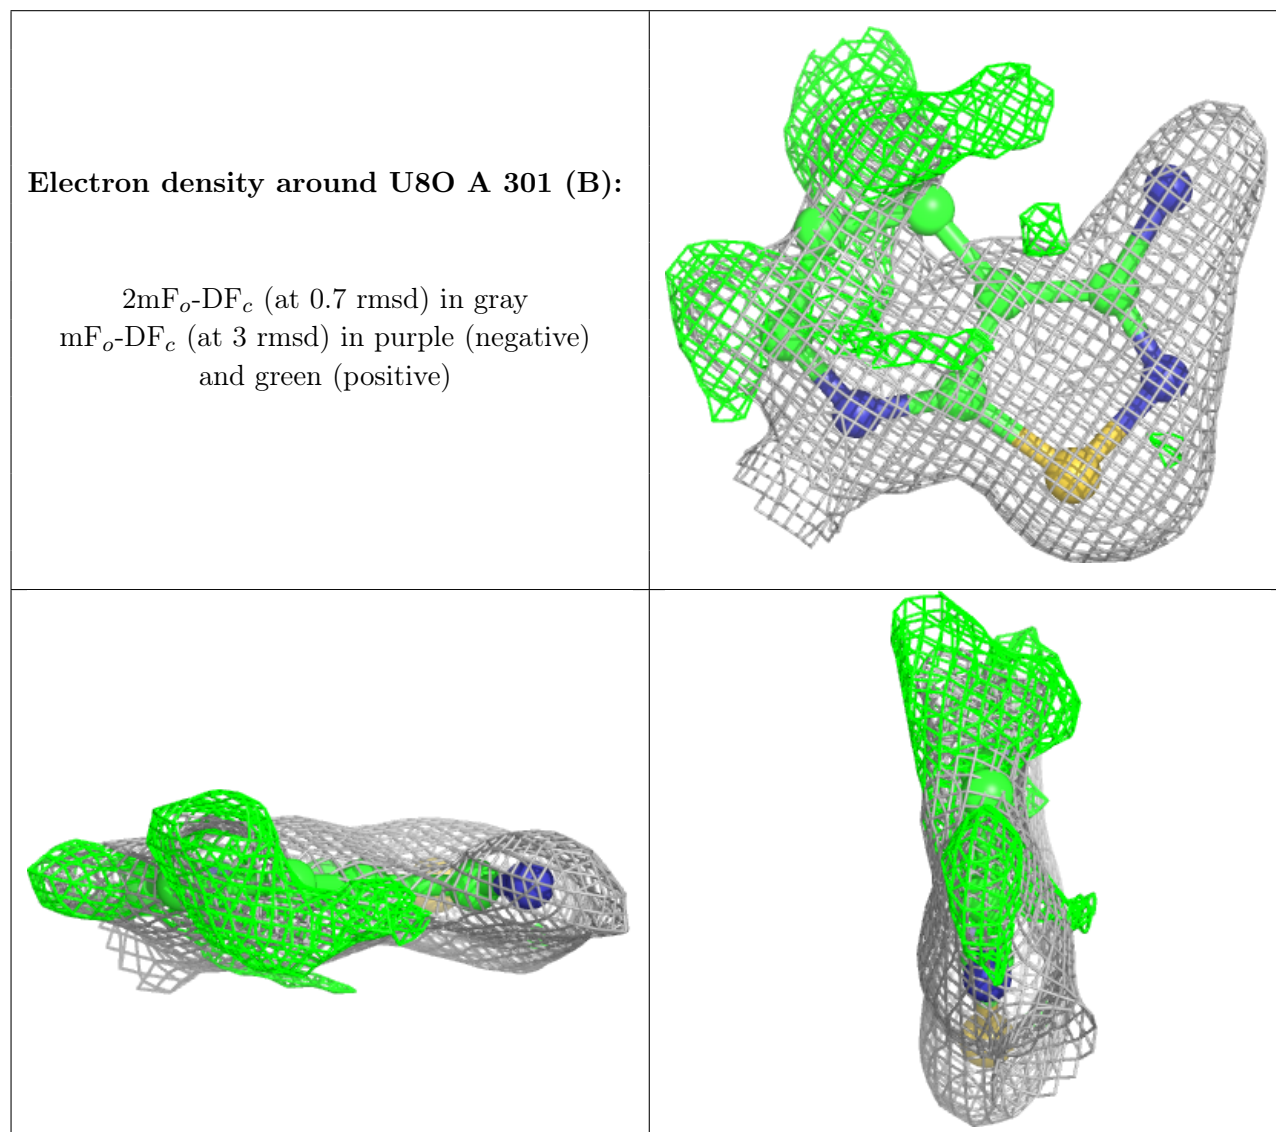 Electron density around U8O A 301 (B):
2mFₒ-DF𝒸 (at 0.7 rmsd) in gray
mFₒ-DF𝒸 (at 3 rmsd) in purple (negative)
and green (positive)